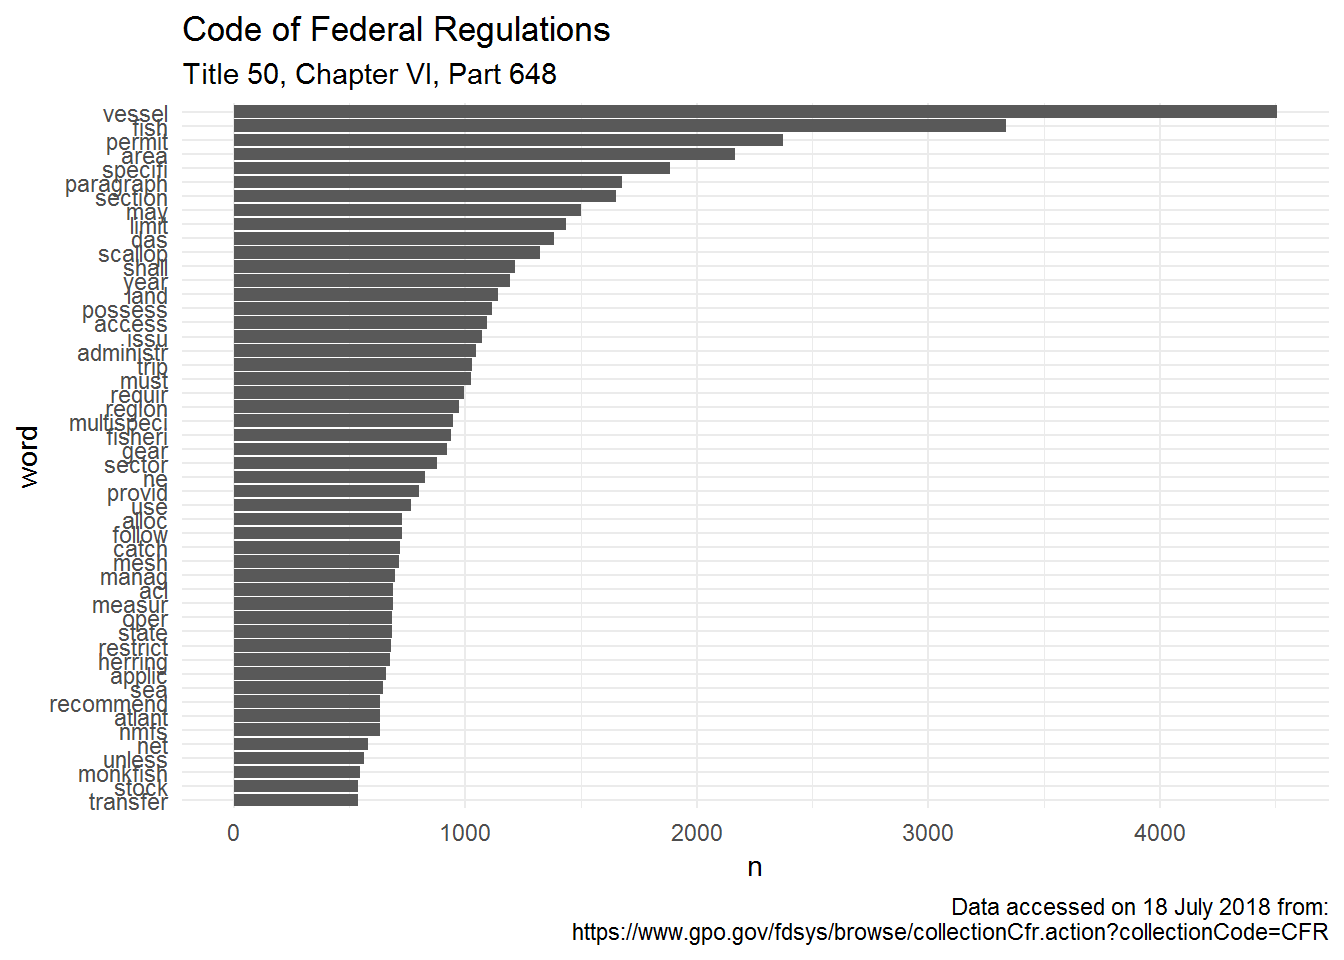 Code of Federal Regulations
Title 50, Chapter VI, Part 648
vessel
fish
permit
area
specifi
paragraph
section
may
limit
das
scallop
shall
year
land
possess
access
issu
administr
trip
must
requir
region
multispeci
fisheri
gear
sector
ne
provid
use
alloc
follow
catch
mesh
manag
acl
measur
oper
state
restrict
herring
applic
sea
recommend
atlant
nmfs
net
unless
monkfish
stock
transfer
word
0 1000 2000 3000 4000
n
Data accessed on 18 July 2018 from:
https://www.gpo.gov/fdsys/browse/collectionCfr.action?collectionCode=CFR